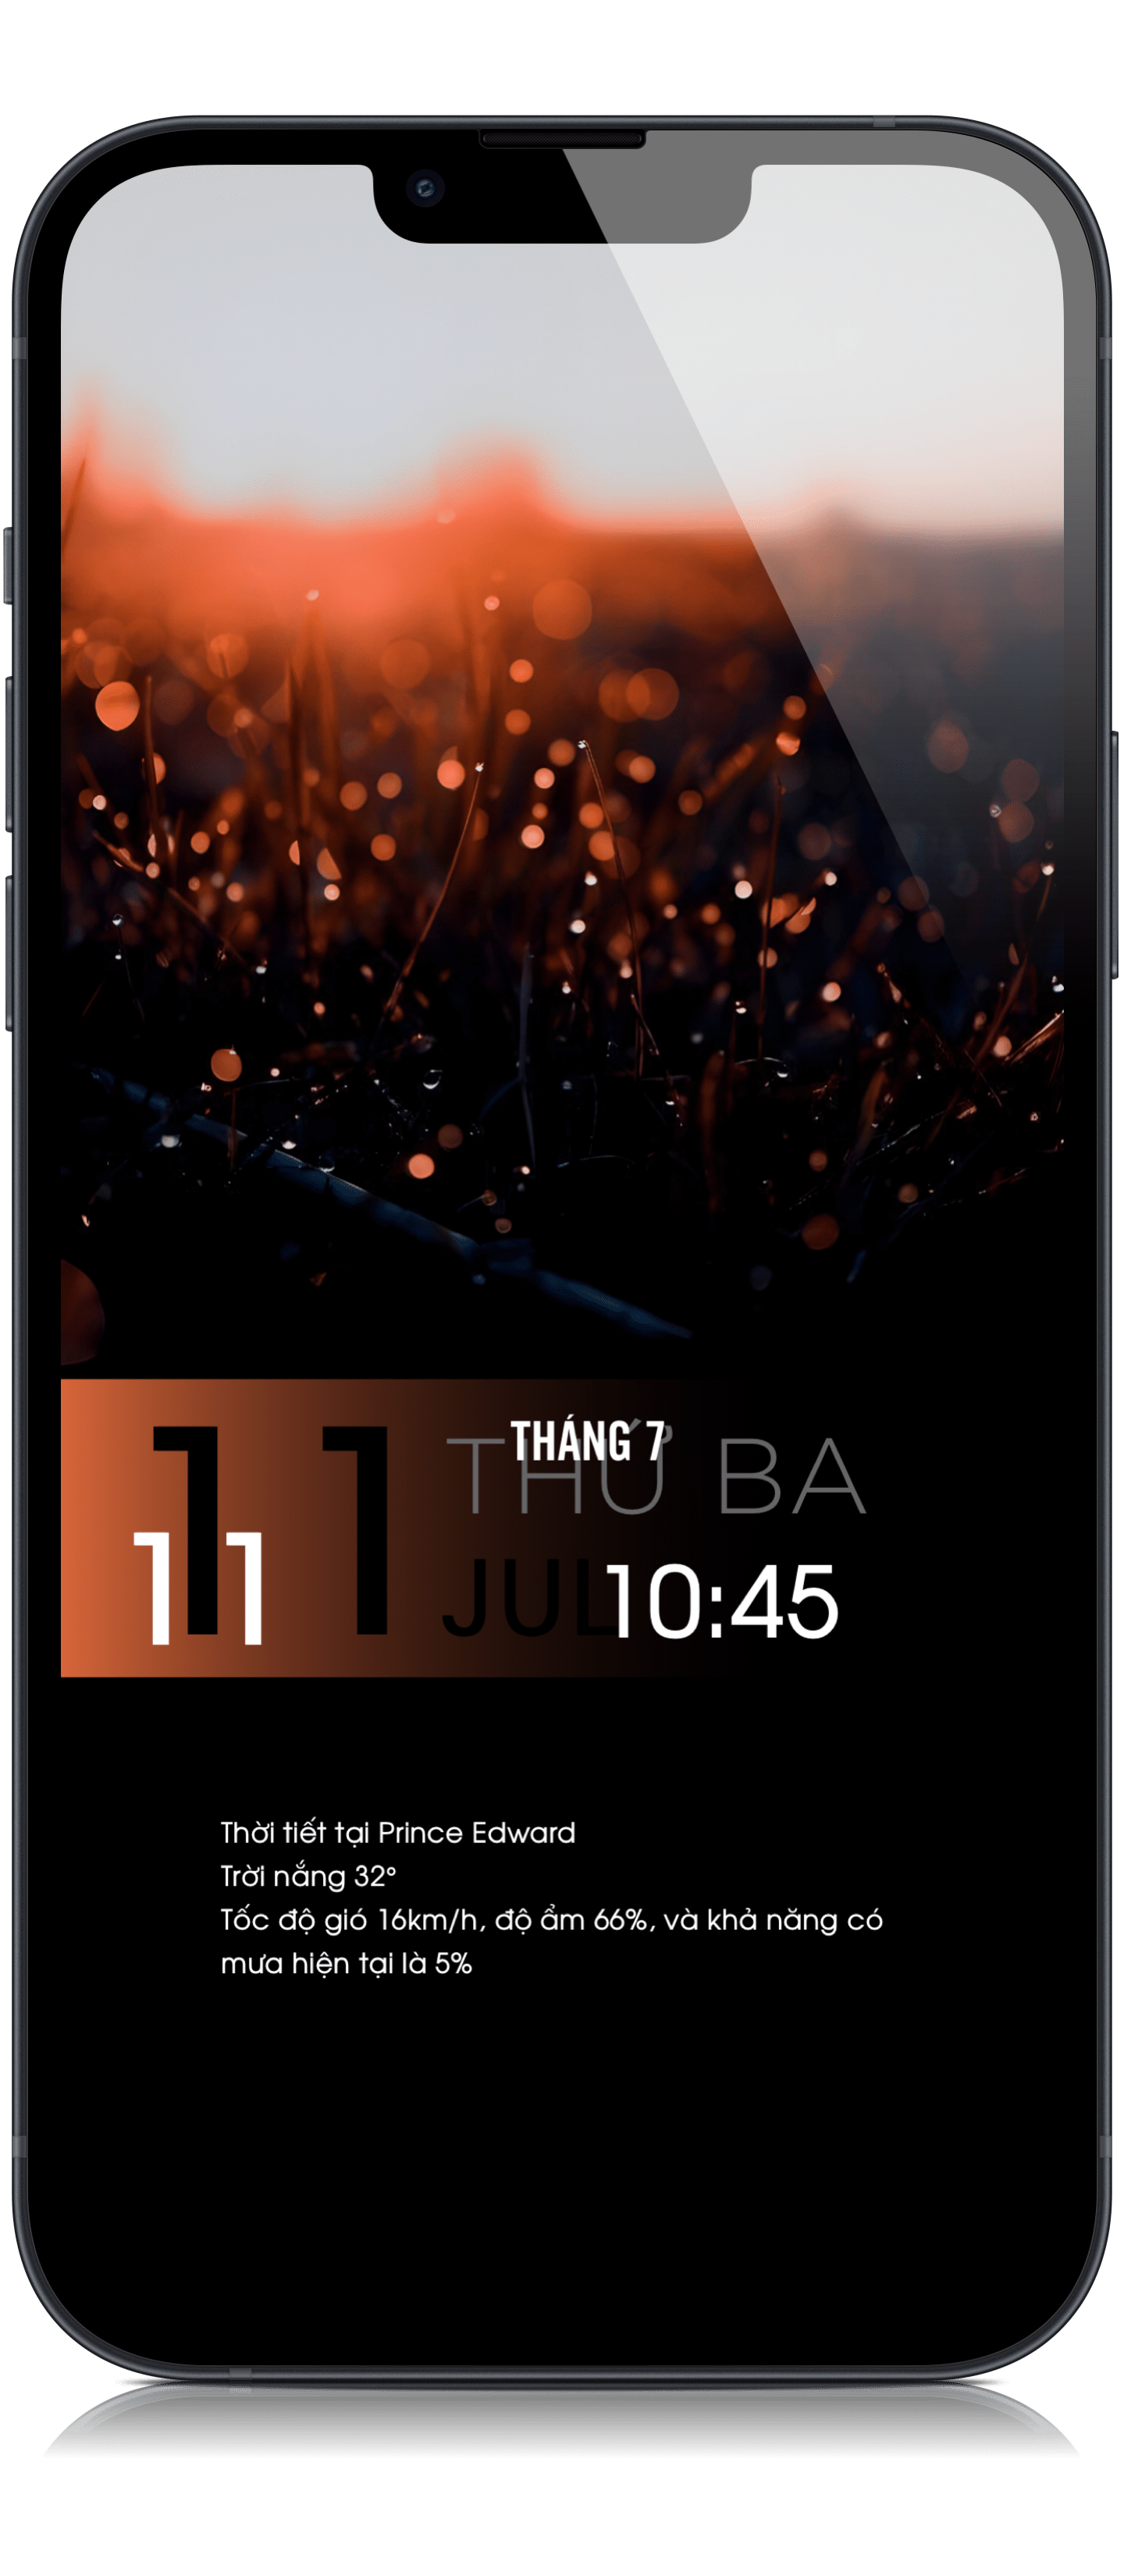 11
THÁNG 7
THỨ BA
11
JUL
10:45
Thời tiết tại Prince Edward
Trời nắng 32°
Tốc độ gió 16km/h, độ ẩm 66%, và khả năng có
mưa hiện tại là 5%